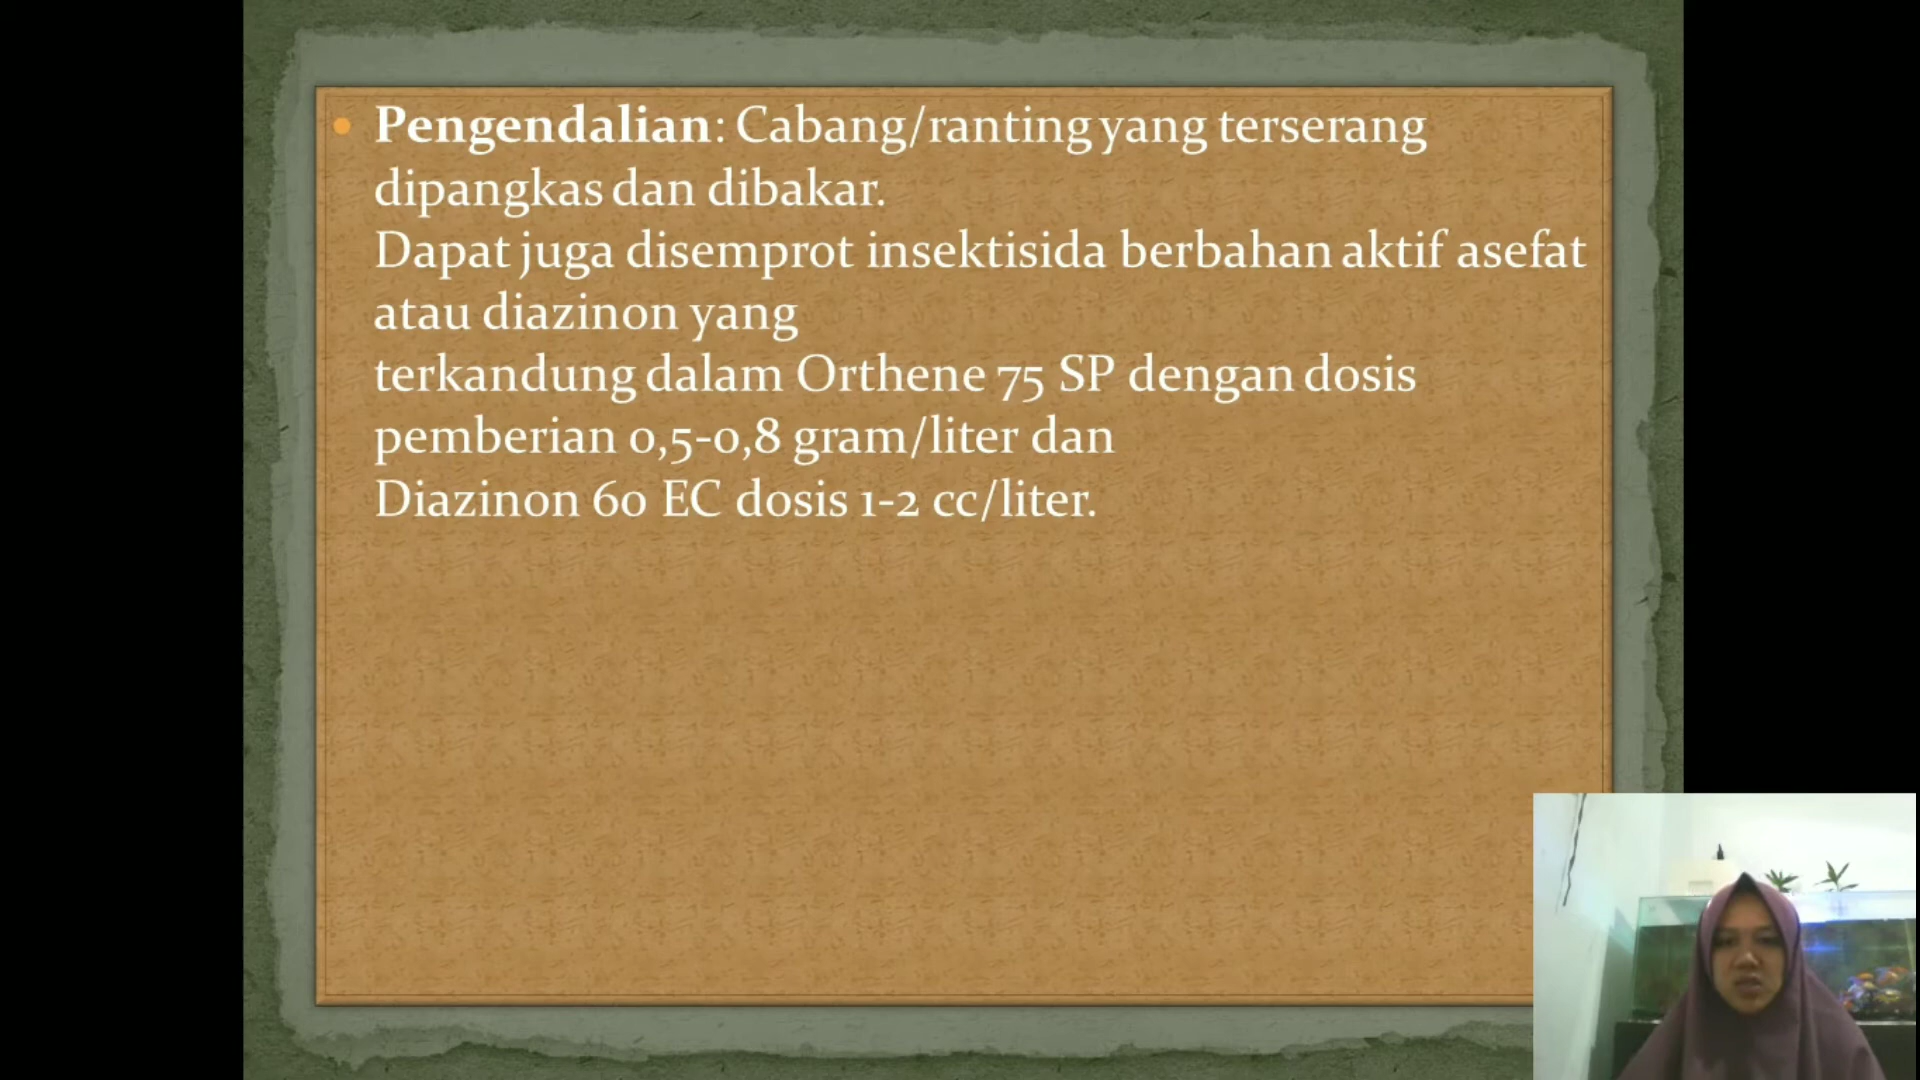 Pengendalian: Cabang/ranting yang terserang
dipangkas dan dibakar.
Dapat juga disemprot insektisida berbahan aktif asefat
atau diazinon yang
terkandung dalam Orthene 75 SP dengan dosis
pemberian 0,5-0,8 gram/liter dan
Diazinon 60 EC dosis 1-2 cc/liter.